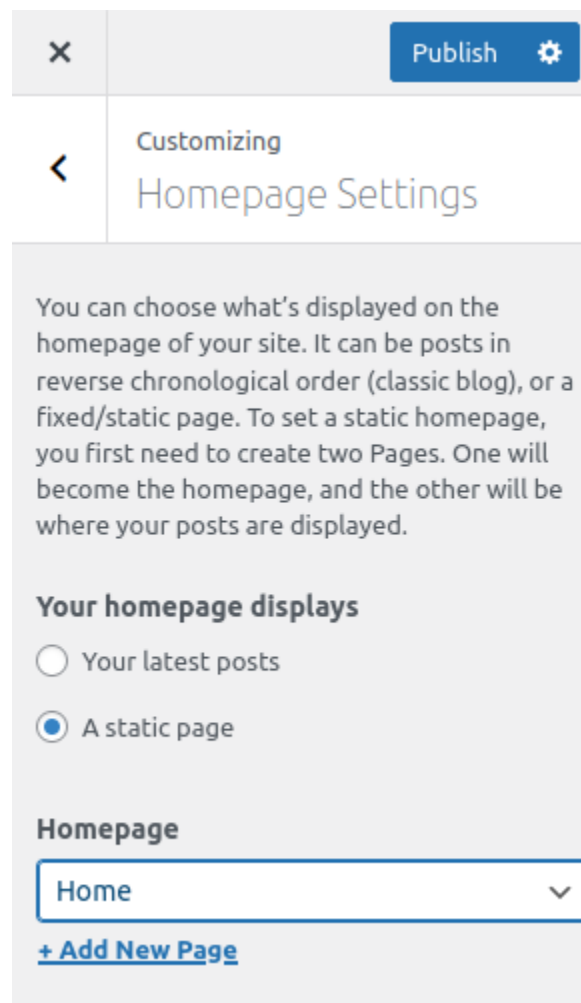 Publish
Customizing
Homepage Settings
You can choose what’s displayed on the
homepage of your site. It can be posts in
reverse chronological order (classic blog), or a
fixed/static page. To set a static homepage,
you first need to create two Pages. One will
become the homepage, and the other will be
where your posts are displayed.
Your homepage displays
Your latest posts
A static page
Homepage
Home
+ Add New Page